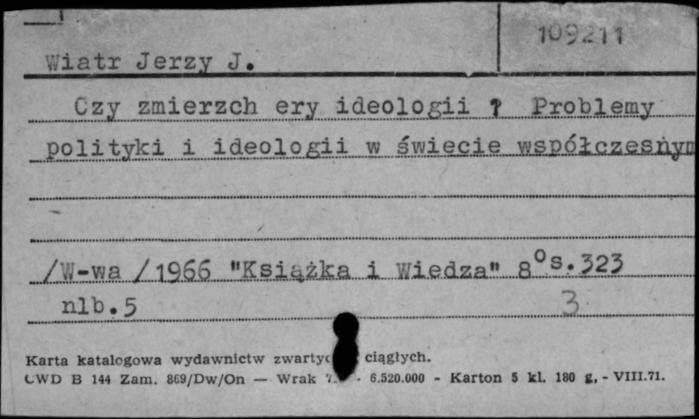 109211
Wiatr Jerzy J.
Czy zmierzch ery ideologii ? Problemy
polityki i ideologii w świecie współczesnym
/W-wa /1966 "Książka i Wiedza" 8° s.323
nlb.5 3
Karta katalogowa wydawnictw ciągłych.
CWD B 144 Zam. 869/Dw/On — Wrak 6.520.000 - Karton 5 kl. 180 g, - VIII.71.